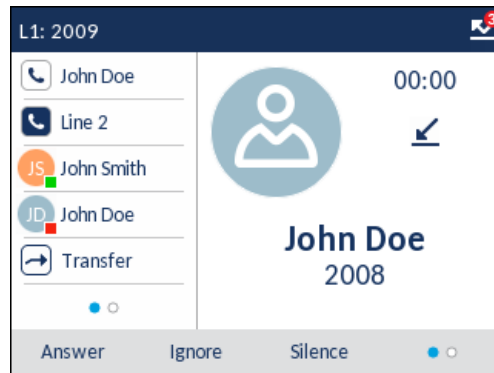 L1: 2009
3
John Doe
Line 2
JS John Smith
JD John Doe
Transfer
00:00
John Doe
2008
Answer Ignore Silence